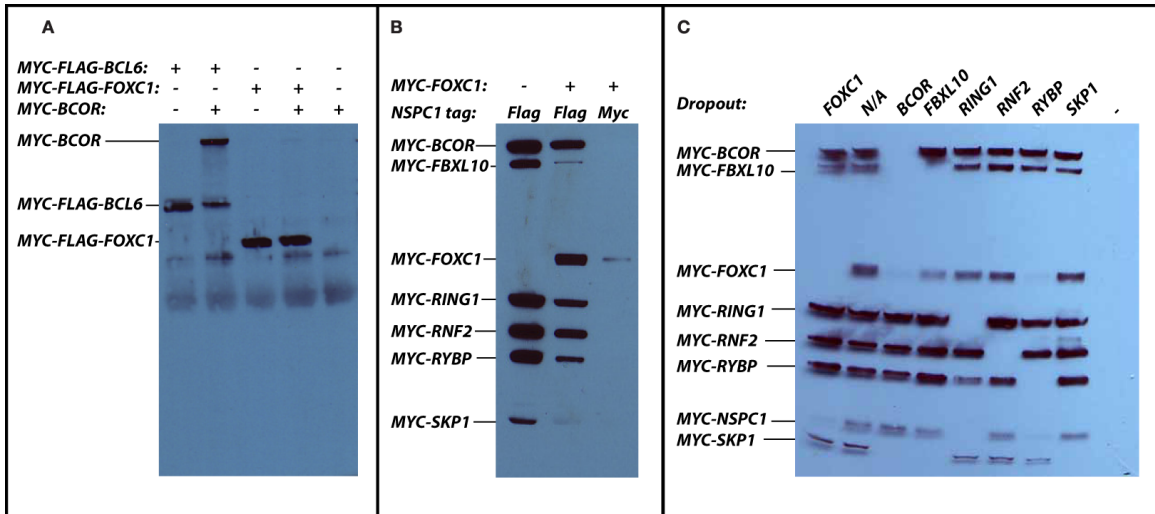 A
MYC-FLAG-BCL6: + + - - -
MYC-FLAG-FOXC1: - - + + -
MYC-BCOR: - + - + +
MYC-BCOR
MYC-FLAG-BCL6
MYC-FLAG-FOXC1
B
MYC-FOXC1: - + +
NSPC1 tag: Flag Flag Myc
MYC-BCOR
MYC-FBXL10
MYC-FOXC1
MYC-RING1
MYC-RNF2
MYC-RYBP
MYC-SKP1
C
Dropout: FOXC1 N/A BCOR FBXL10 RING1 RNF2 RYBP SKP1 -
MYC-BCOR
MYC-FBXL10
MYC-FOXC1
MYC-RING1
MYC-RNF2
MYC-RYBP
MYC-NSPC1
MYC-SKP1